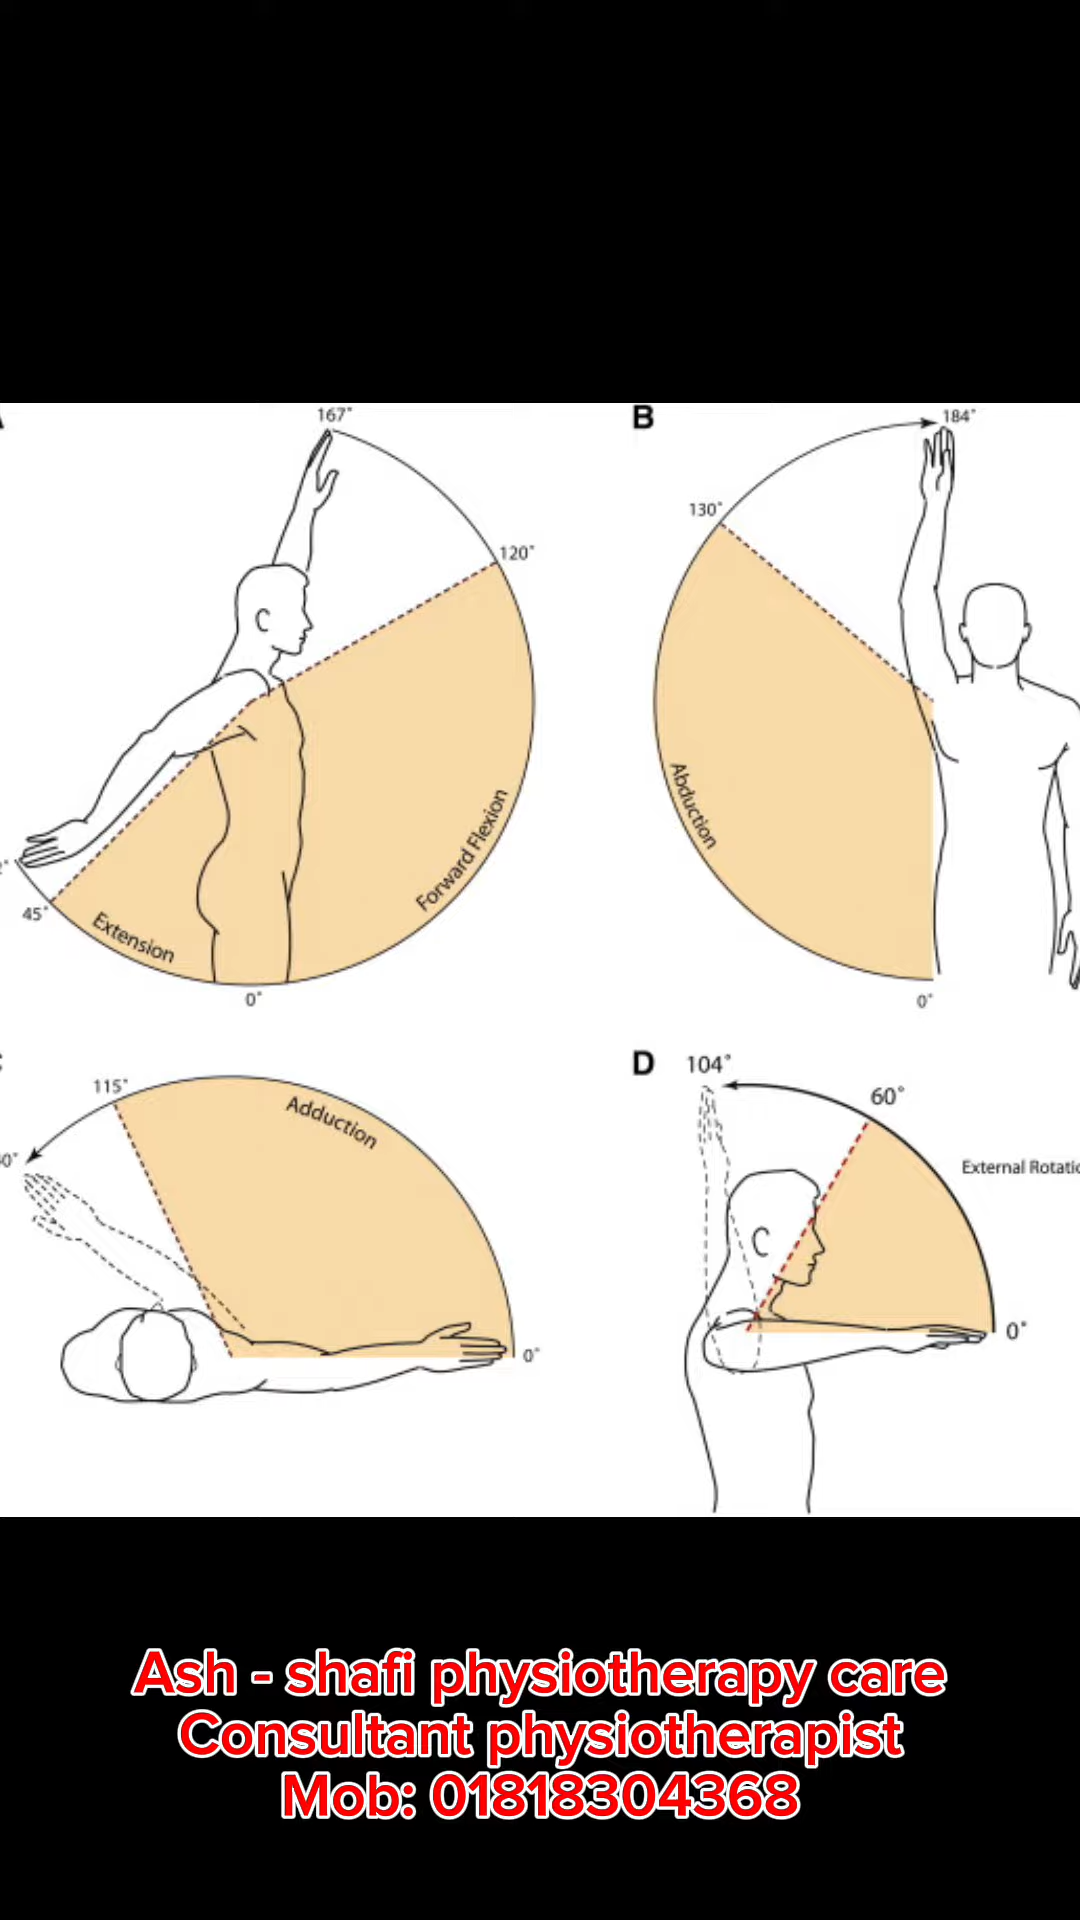 167°
120°
Forward Flexion
Extension
45°
0°
B
184°
130°
Abduction
0°
115°
Adduction
0°
D
104°
60°
External
0°
Ash - shafi physiotherapy care
Consultant physiotherapist
Mob: 01818304368